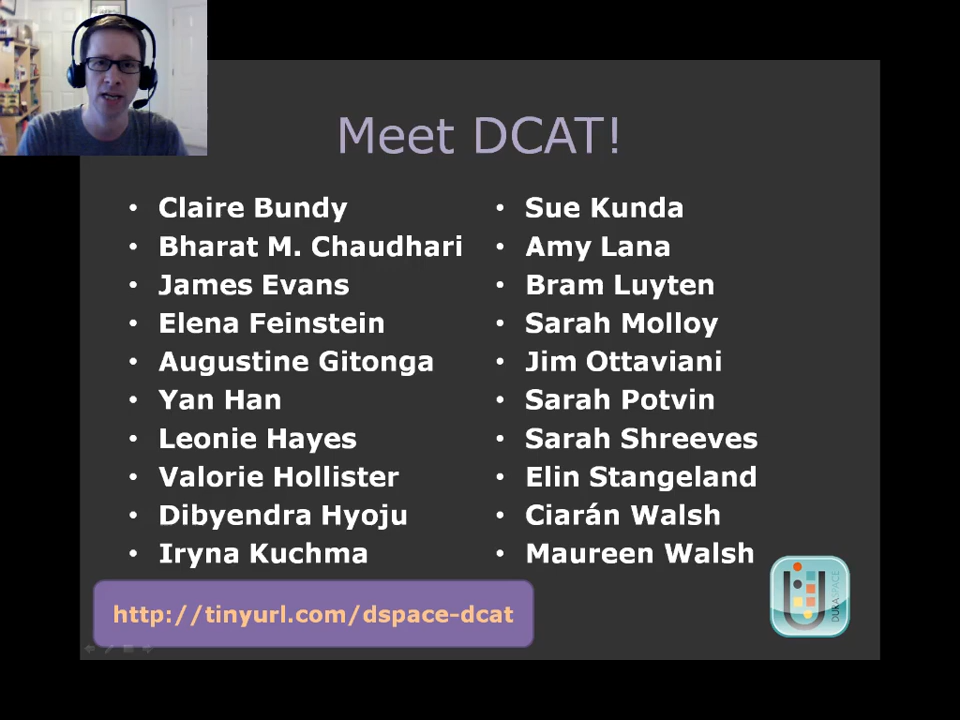 Meet DCAT!
• Claire Bundy
• Bharat M. Chaudhari
• James Evans
• Elena Feinstein
• Augustine Gitonga
• Yan Han
• Leonie Hayes
• Valorie Hollister
• Dibyendra Hyoju
• Iryna Kuchma
• Sue Kunda
• Amy Lana
• Bram Luyten
• Sarah Molloy
• Jim Ottaviani
• Sarah Potvin
• Sarah Shreeves
• Elin Stangeland
• Ciarán Walsh
• Maureen Walsh
http://tinyurl.com/dspace-dcat
DURASPACE